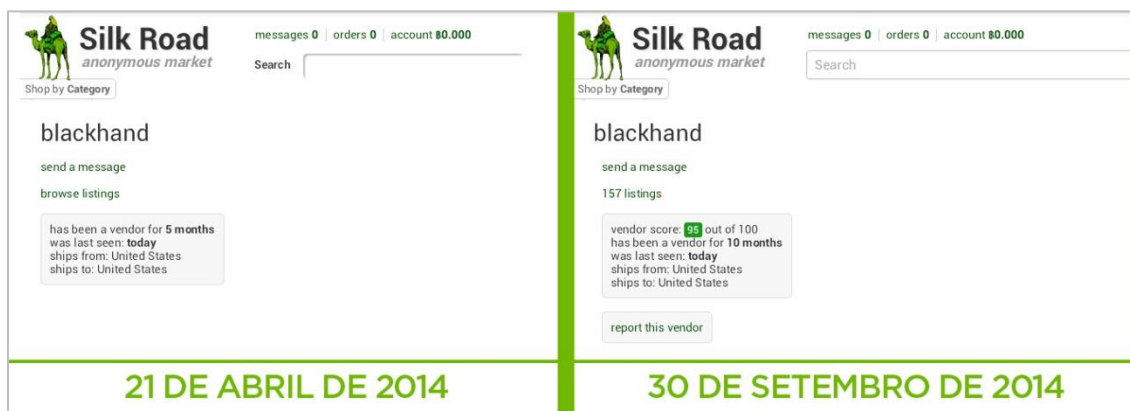 Silk Road
anonymous market
messages 0 | orders 0 | account ฿0.000
Search
Shop by Category
blackhand
send a message
browse listings
has been a vendor for 5 months
was last seen: today
ships from: United States
ships to: United States
21 DE ABRIL DE 2014
Silk Road
anonymous market
messages 0 | orders 0 | account ฿0.000
Search
Shop by Category
blackhand
send a message
157 listings
vendor score: 95 out of 100
has been a vendor for 10 months
was last seen: today
ships from: United States
ships to: United States
report this vendor
30 DE SETEMBRO DE 2014